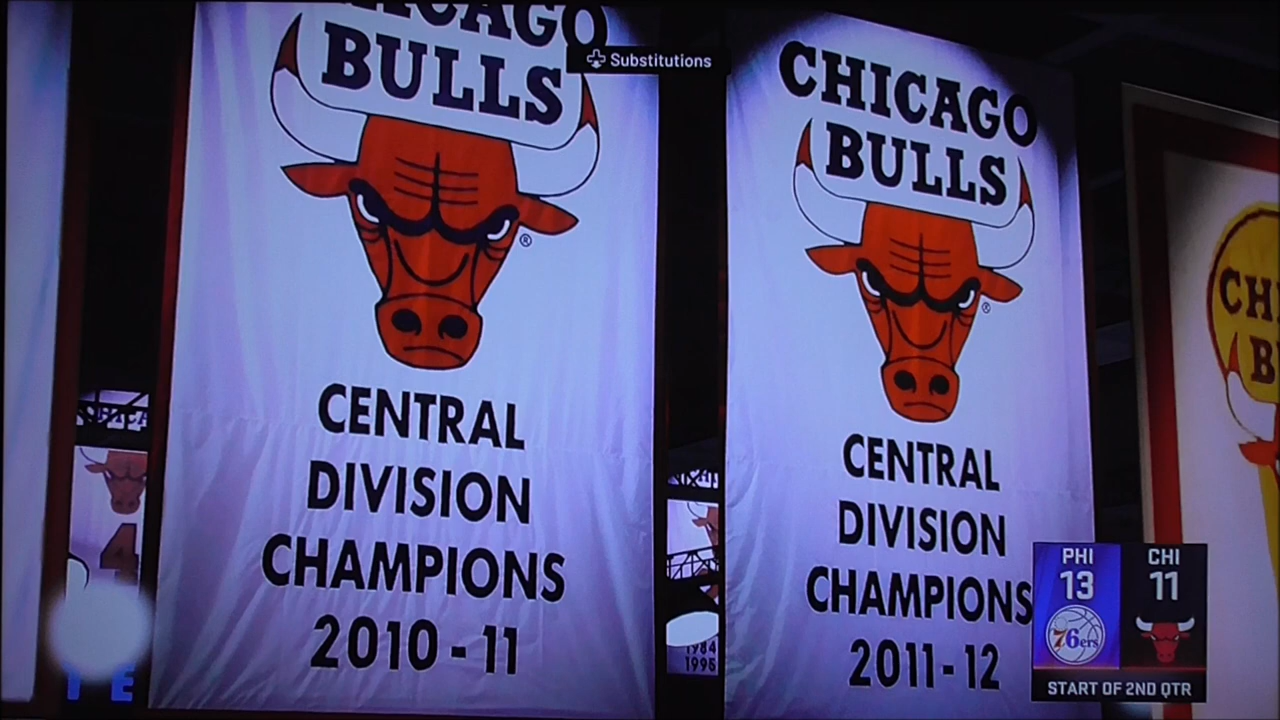 CHICAGO
BULLS
®
CENTRAL
DIVISION
CHAMPIONS
2010-11
Substitutions
CHICAGO
BULLS
®
CENTRAL
DIVISION
CHAMPIONS
2011-12
4
1984
1995
PHI
13
76ers
CHI
11
START OF 2ND QTR